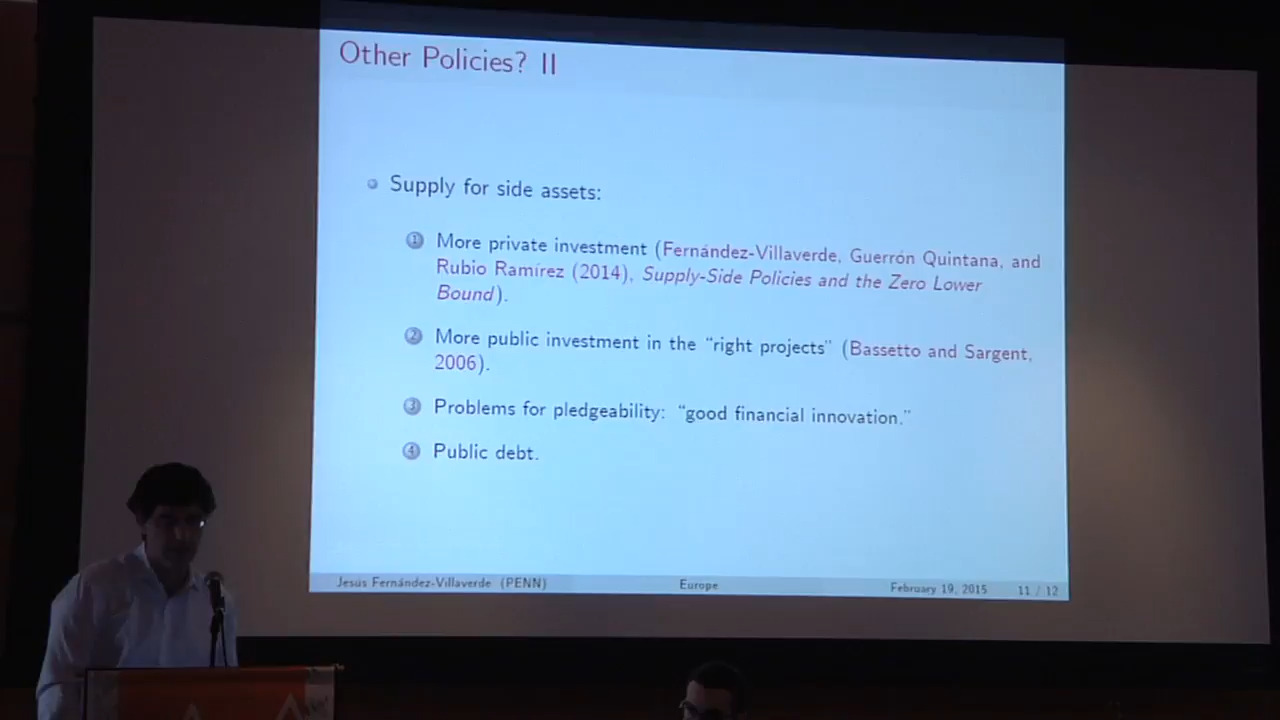 Other Policies? II
Supply for side assets:
1 More private investment (Fernández-Villaverde, Guerrón Quintana, and
Rubio Ramírez (2014), Supply-Side Policies and the Zero Lower
Bound).
2 More public investment in the “right projects” (Bassetto and Sargent,
2006).
3 Problems for pledgeability: “good financial innovation.”
4 Public debt.
Jesús Fernández-Villaverde (PENN) Europe February 19, 2015 11 / 12